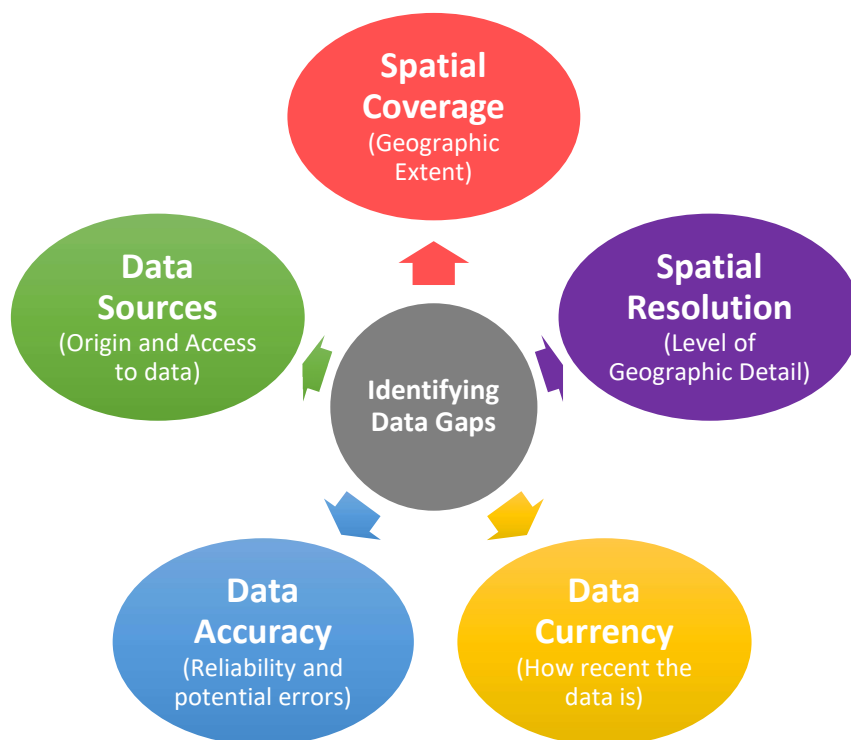 Spatial
Coverage
(Geographic
Extent)
Data
Sources
(Origin and Access
to data)
Spatial
Resolution
(Level of
Geographic Detail)
Identifying
Data Gaps
Data
Accuracy
(Reliability and
potential errors)
Data
Currency
(How recent the
data is)